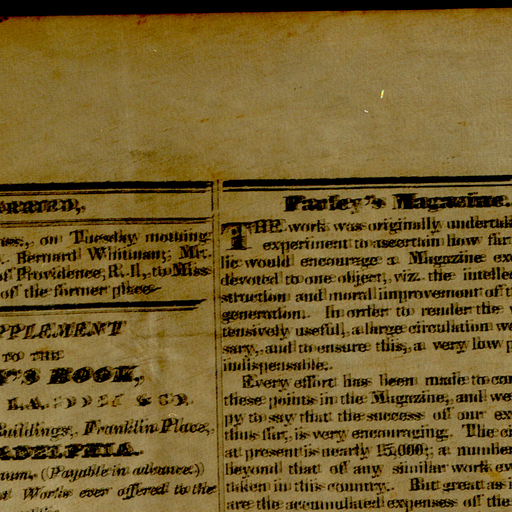 MARRIED,
on Tuesday morning
Bernard Whitman; Mr.
of Providence, R. I., to Miss
of the former place
SUPPLEMENT
TO THE
Y'S BOOK,
L. A. GODEY & CO.
Buildings, Franklin Place,
ADELPHIA.
num. (Payable in advance.)
Works ever offered to the
Parley's Magazine.
THE work was originally undertak
experiment to ascertain how far
lic would encourage a Magazine exc
devoted to one object, viz. the intelle
struction and moral improvement of t
generation. In order to render the
tensively useful, a large circulation w
sary, and to ensure this, a very low p
indispensable.
Every effort has been made to co
these points in the Magazine, and we
py to say that the success of our ex
thus far, is very encouraging. The ci
at present is nearly 15,000; a number
beyond that of any similar work ev
taken in this country. But great as i
are the accumulated expenses of the